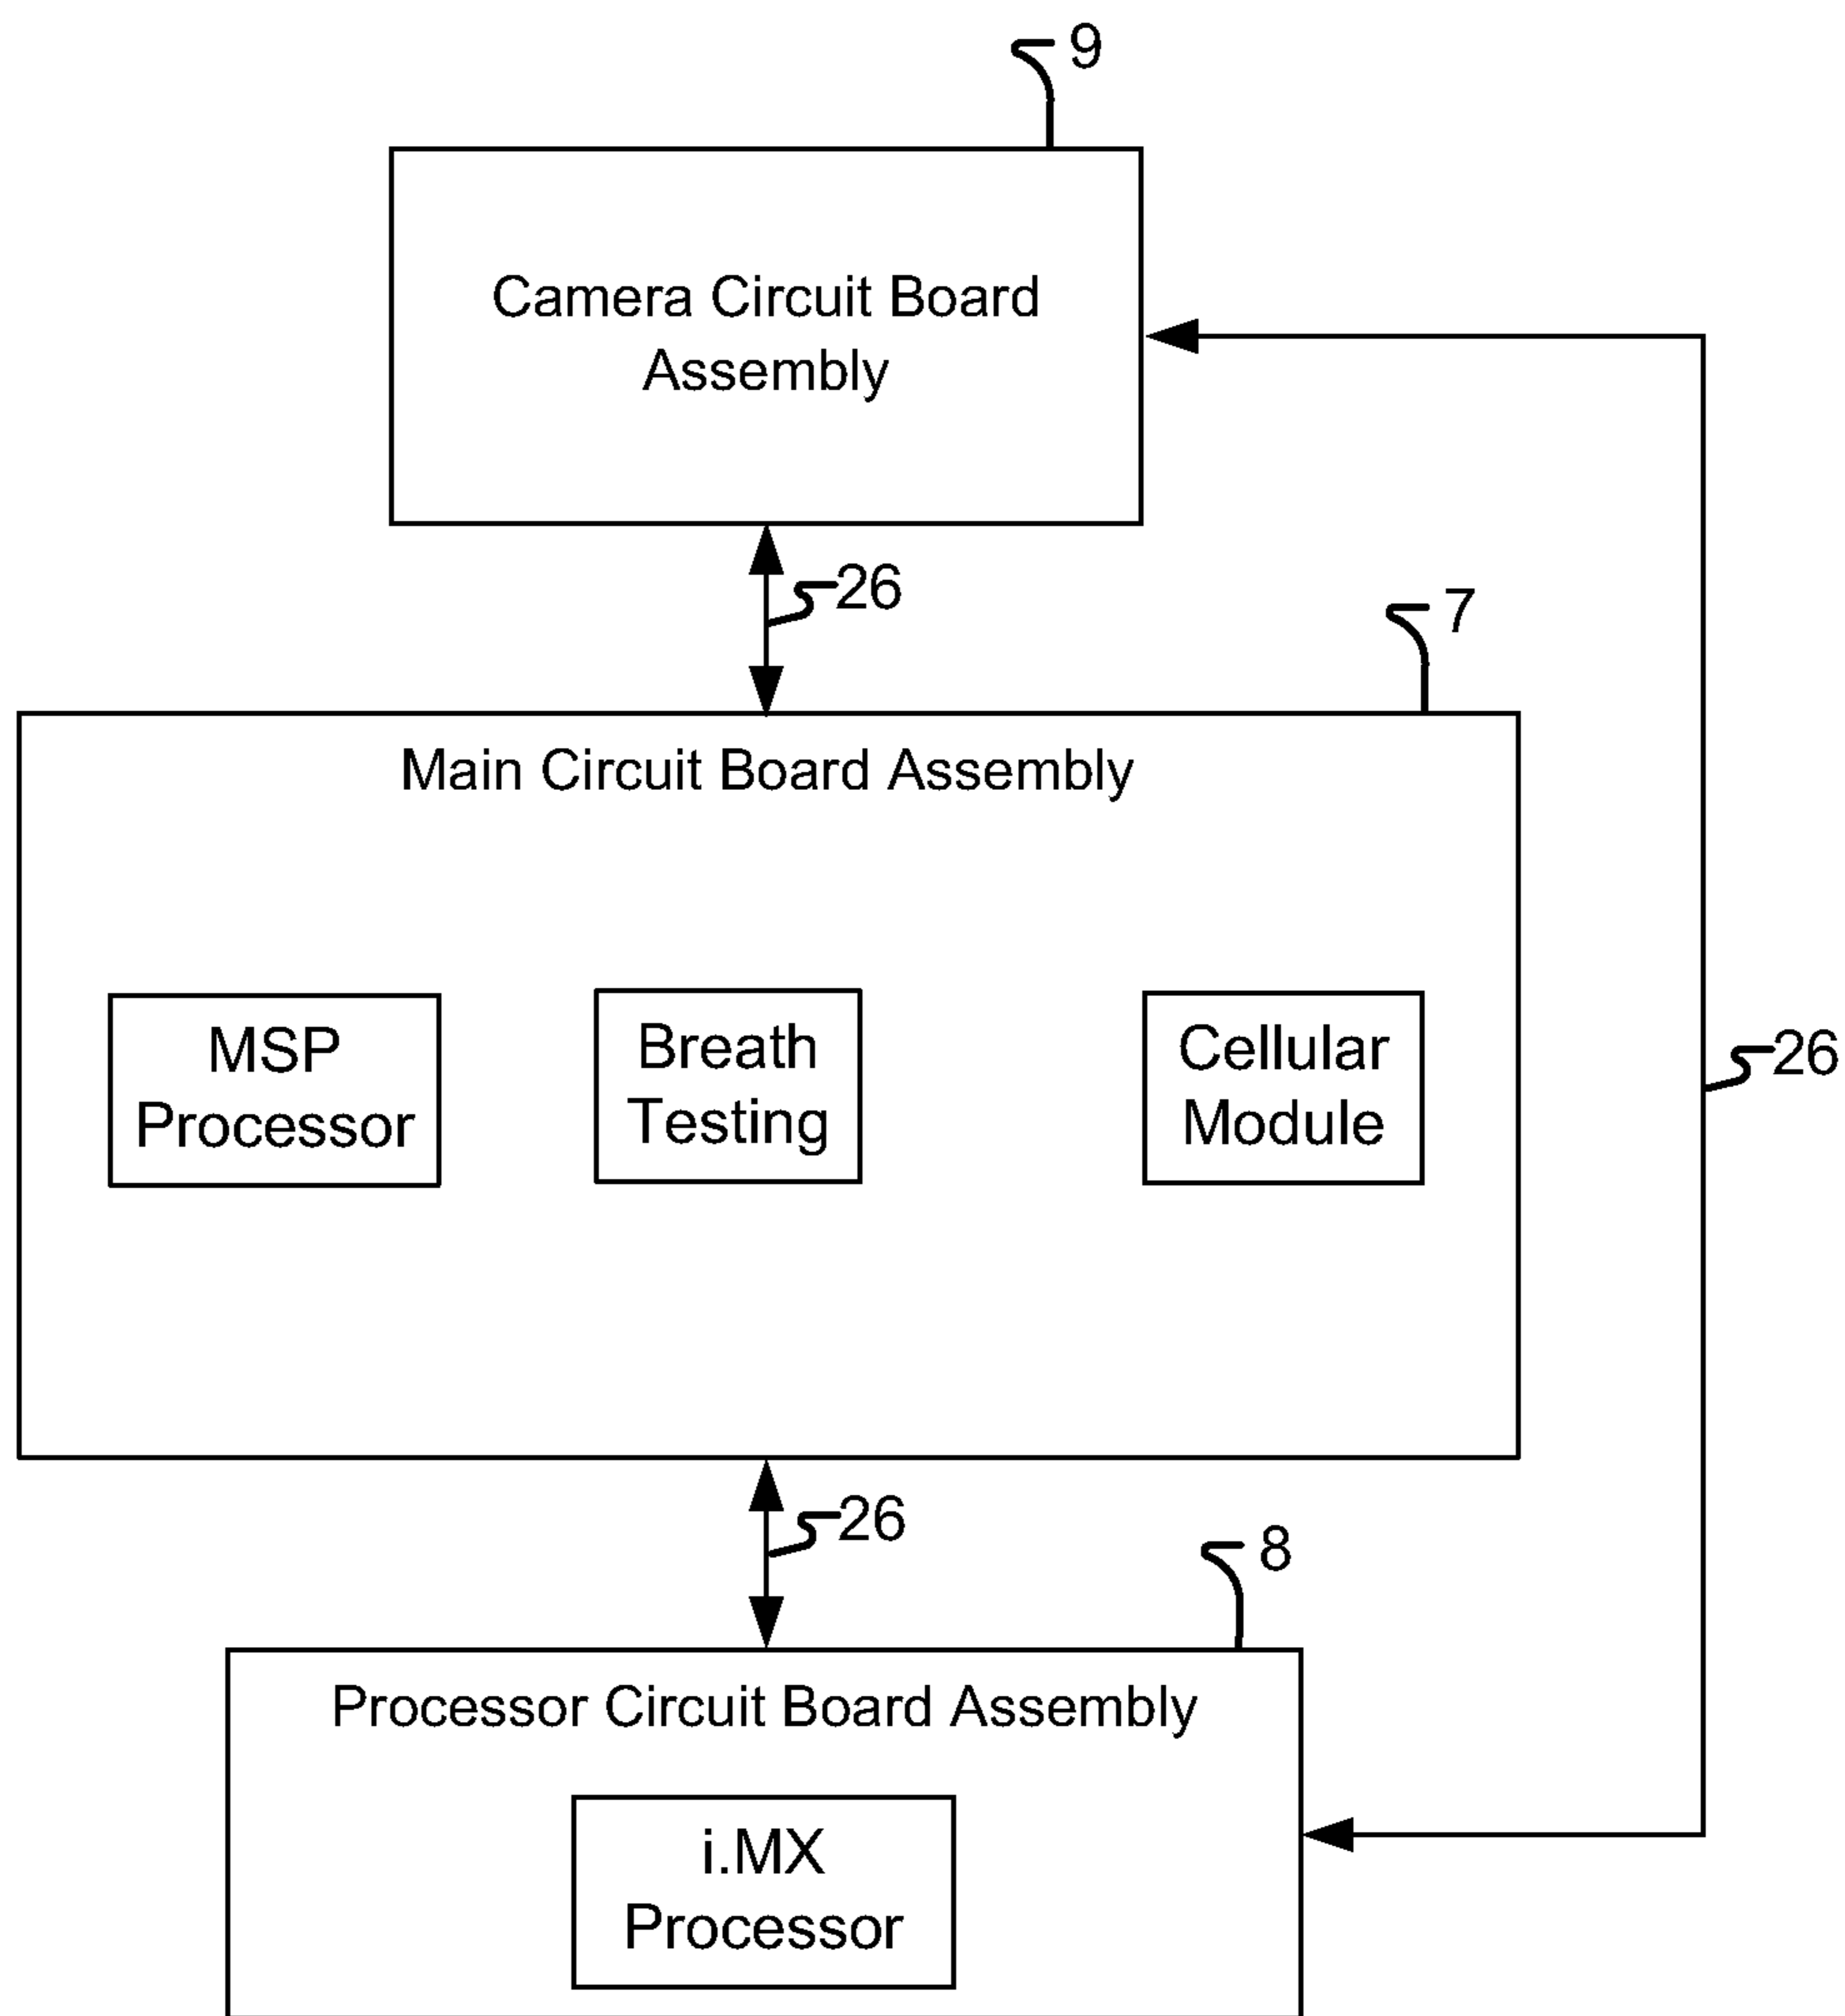 9
Camera Circuit Board
Assembly
26
7
Main Circuit Board Assembly
MSP
Processor
Breath
Testing
Cellular
Module
26
26
8
Processor Circuit Board Assembly
i.MX
Processor